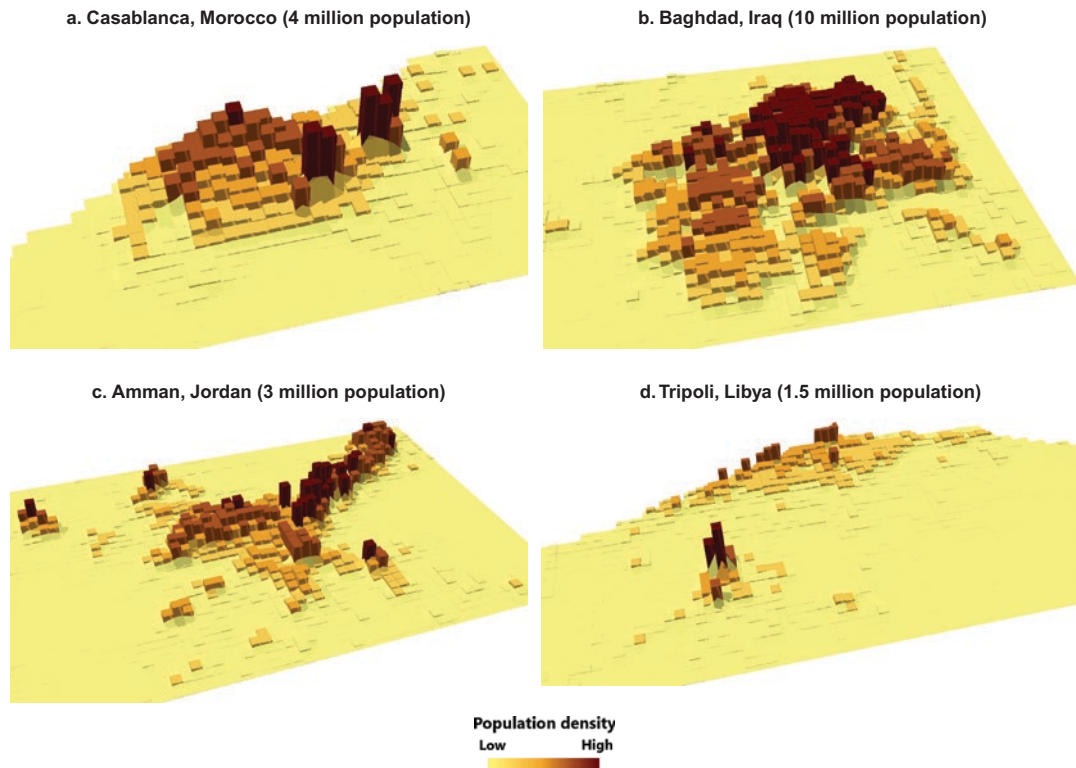 a. Casablanca, Morocco (4 million population)
b. Baghdad, Iraq (10 million population)
c. Amman, Jordan (3 million population)
d. Tripoli, Libya (1.5 million population)
Population density
Low High